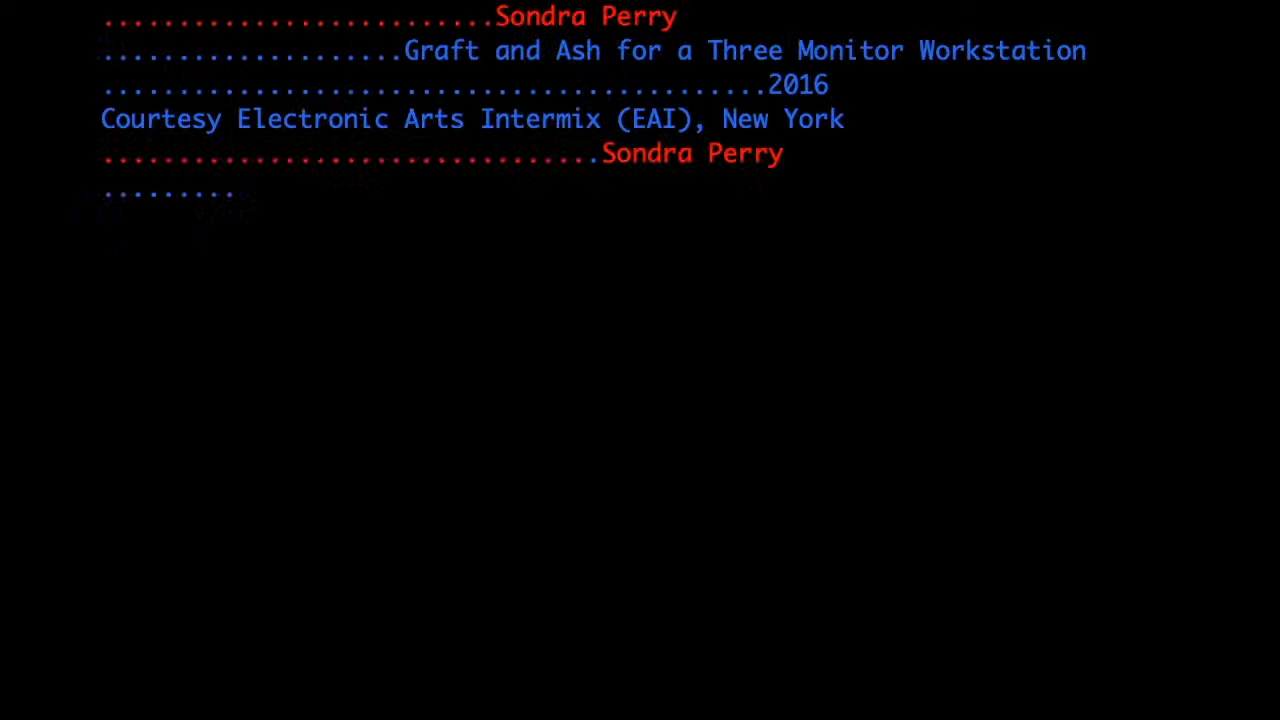 ..........................Sondra Perry
....................Graft and Ash for a Three Monitor Workstation
............................................2016
Courtesy Electronic Arts Intermix (EAI), New York
.................................Sondra Perry
.........